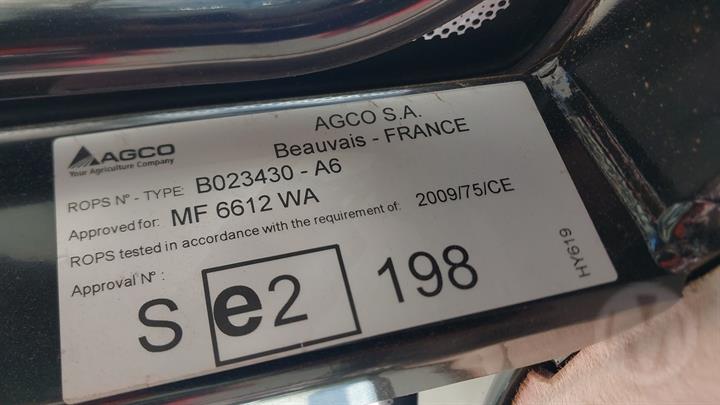 AGCO
Your Agriculture Company
AGCO S.A.
Beauvais - FRANCE
ROPS N° - TYPE: B023430 - A6
Approved for: MF 6612 WA
ROPS tested in accordance with the requirement of: 2009/75/CE
Approval N° :
S e2 198
HY619